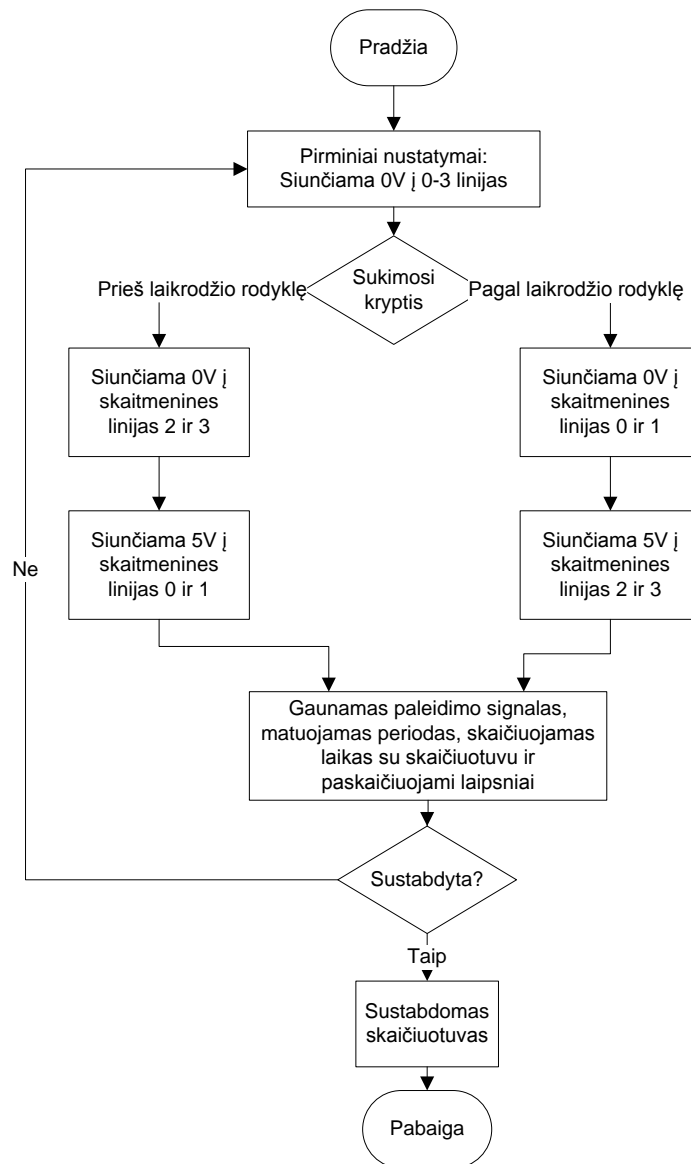 Pradžia
Pirminiai nustatymai:
Siunčiama 0V į 0-3 linijas
Sukimosi
kryptis
Prieš laikrodžio rodyklę
Pagal laikrodžio rodyklę
Siunčiama 0V į
skaitmenines
linijas 2 ir 3
Siunčiama 0V į
skaitmenines
linijas 0 ir 1
Siunčiama 5V į
skaitmenines
linijas 0 ir 1
Siunčiama 5V į
skaitmenines
linijas 2 ir 3
Ne
Gaunamas paleidimo signalas,
matuojamas periodas, skaičiuojamas
laikas su skaičiuotuvu ir
paskaičiuojami laipsniai
Sustabdyta?
Taip
Sustabdomas
skaičiuotuvas
Pabaiga